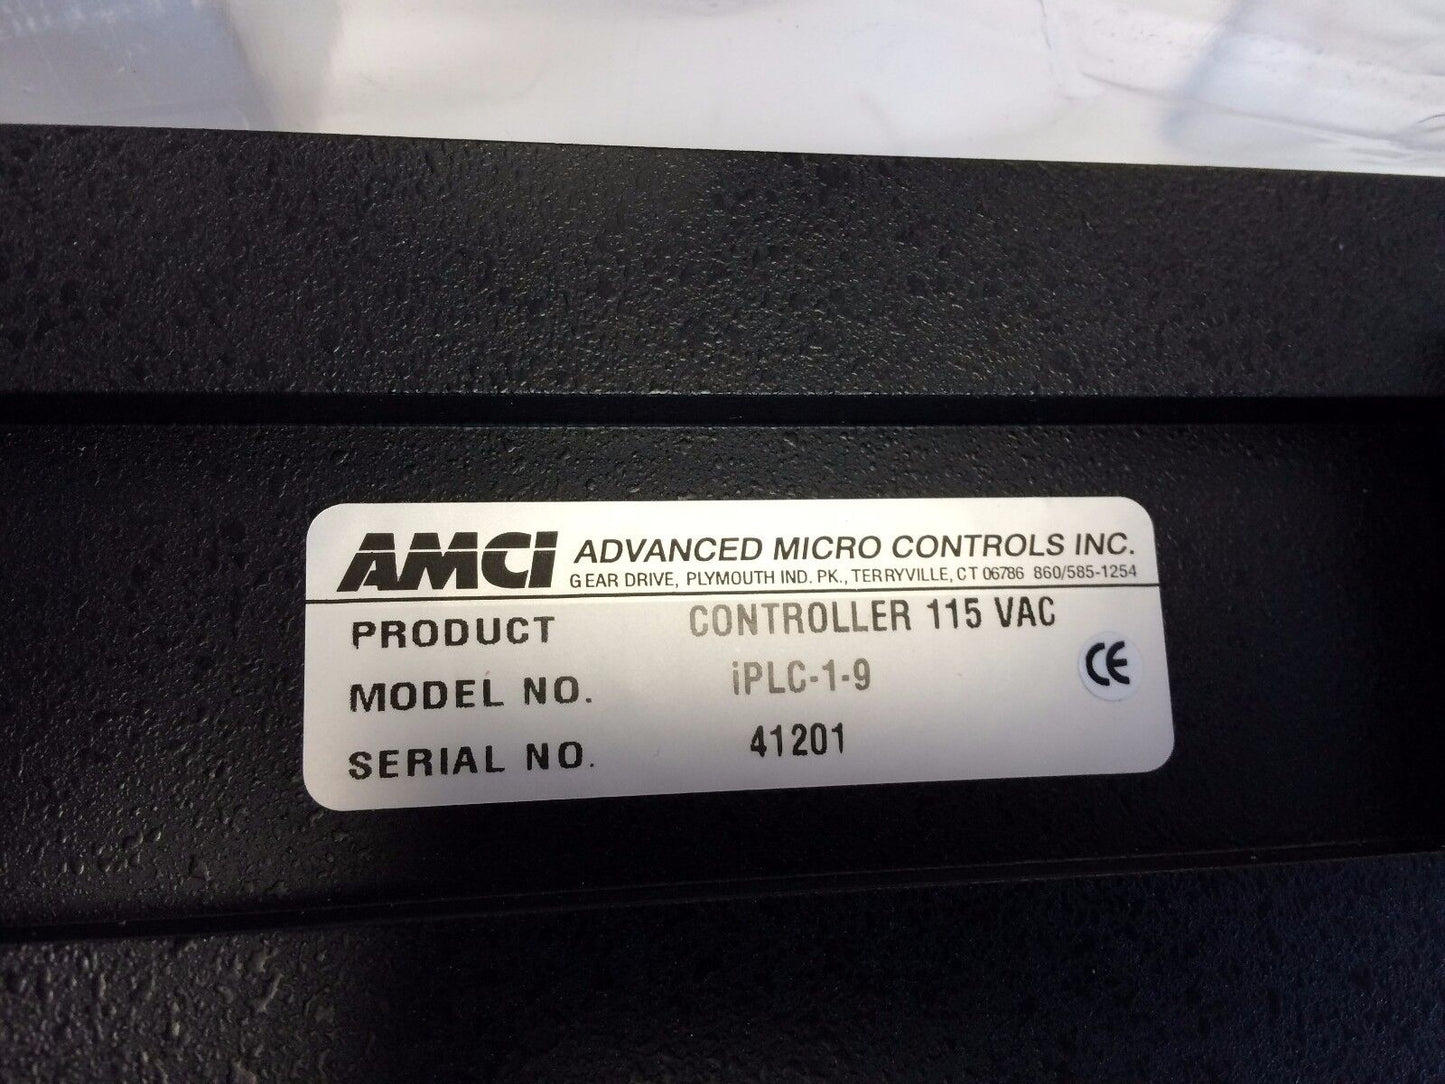 AMCI ADVANCED MICRO CONTROLS INC.
GEAR DRIVE, PLYMOUTH IND. PK., TERRYVILLE, CT 06786 860/585-1254
PRODUCT CONTROLLER 115 VAC
MODEL NO. iPLC-1-9
CE
SERIAL NO. 41201